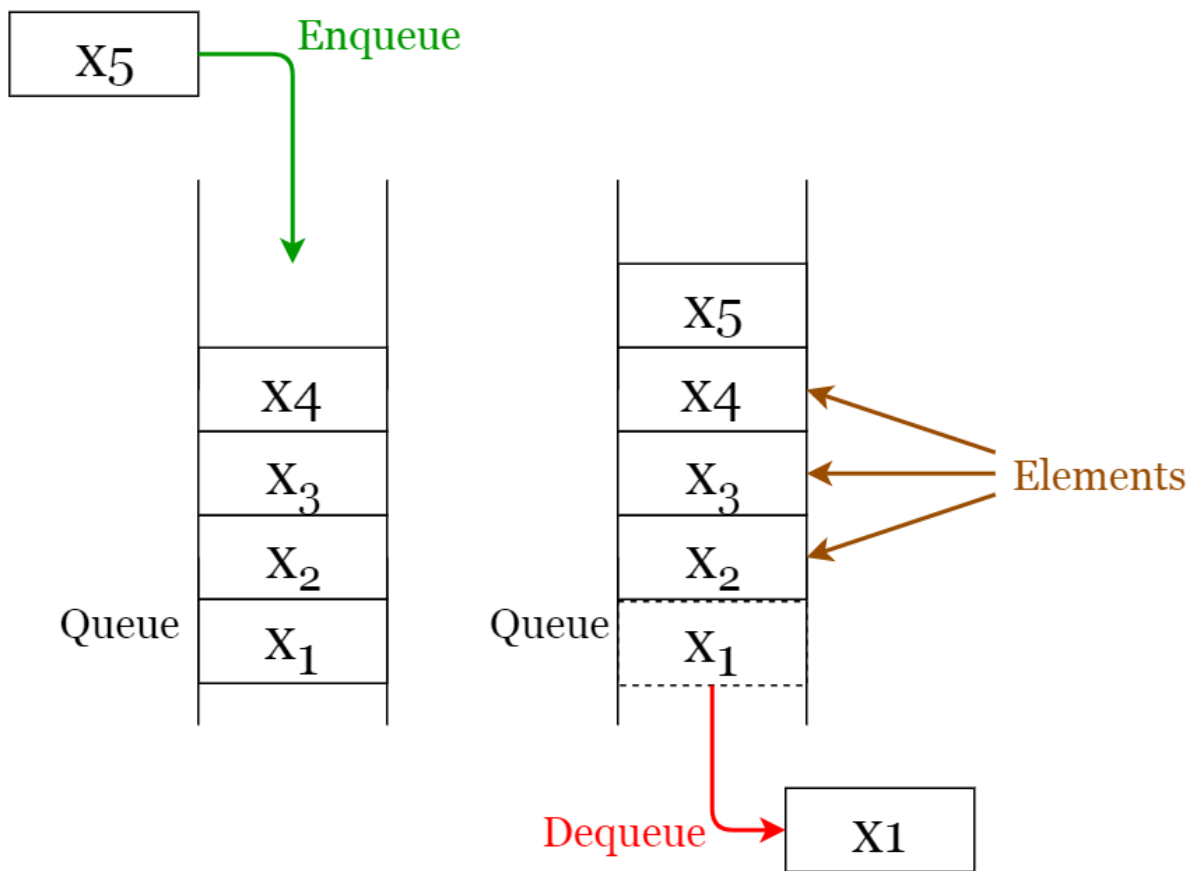 X5
Enqueue
X4
X₃
X₂
Queue
X₁
X5
X4
X₃
Elements
X₂
Queue
X₁
Dequeue
X1